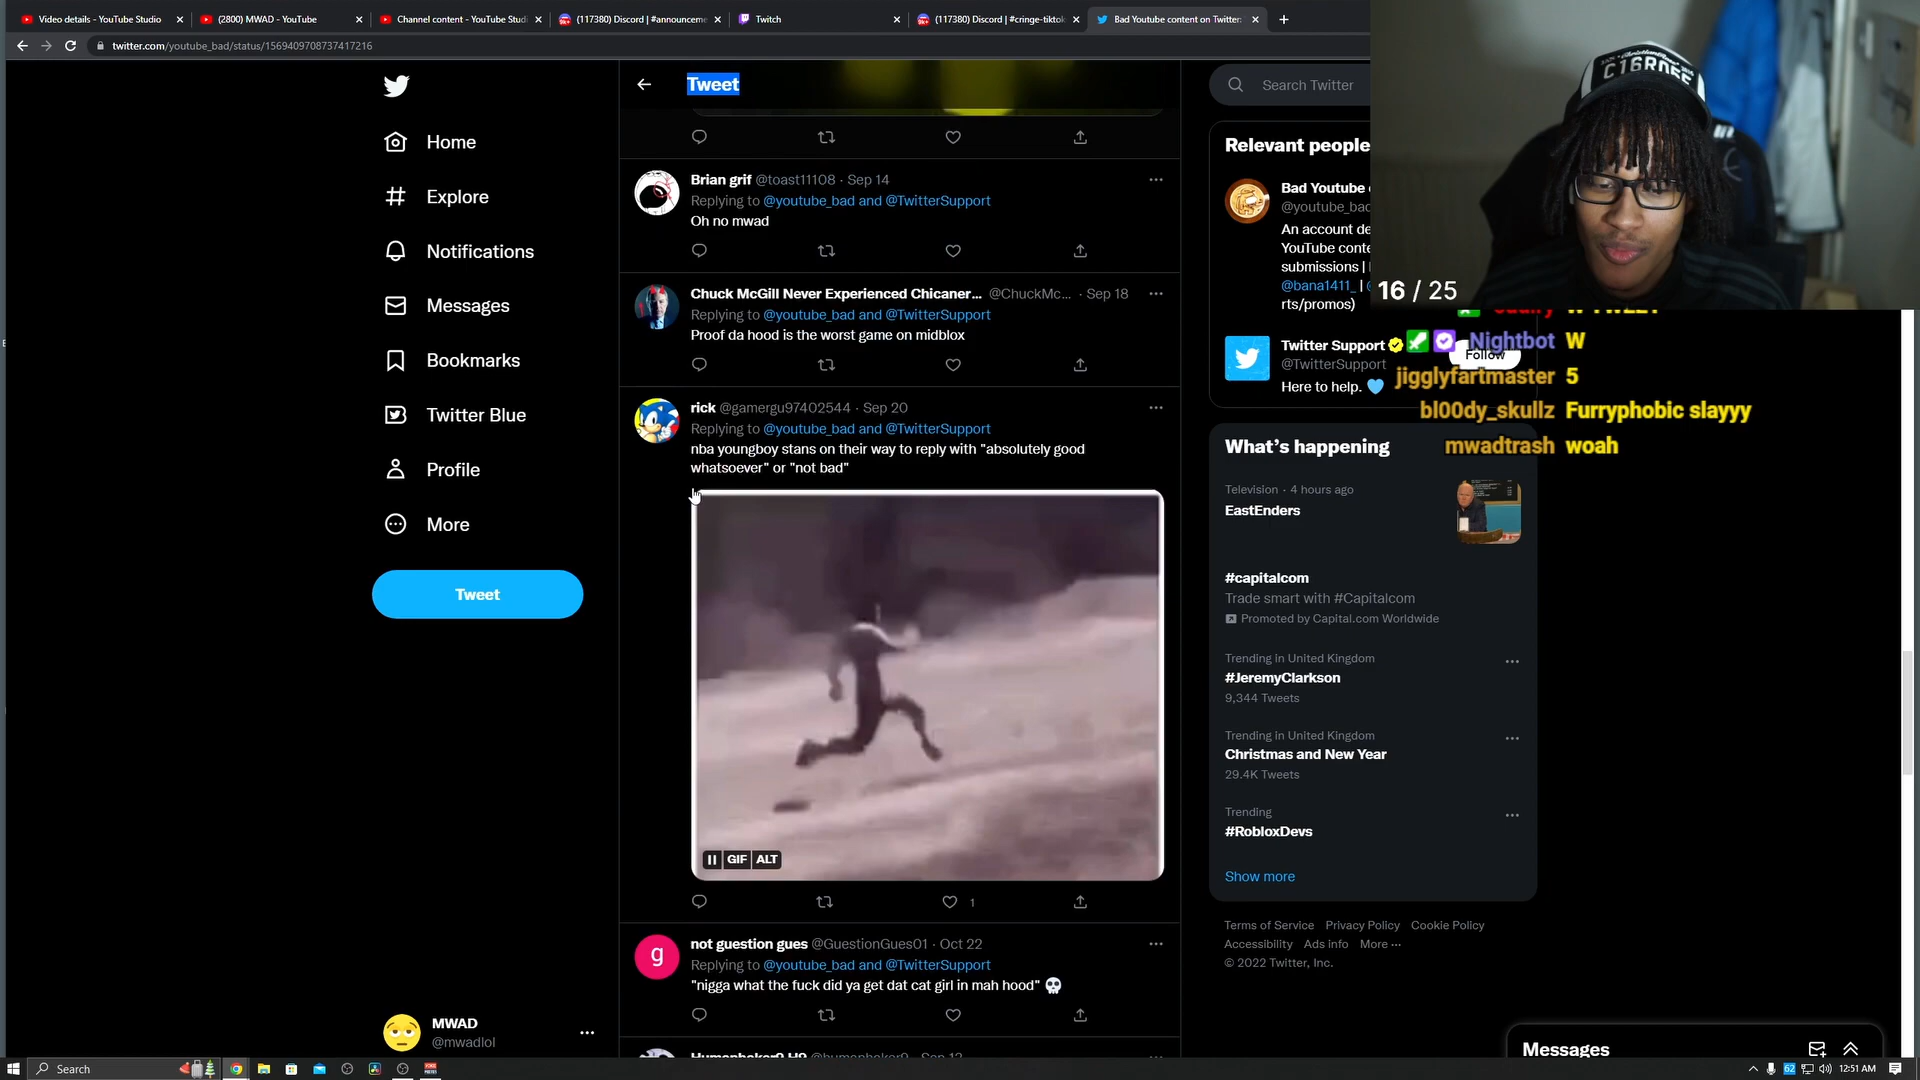 Video details - YouTube Studio
(2800) MWAD - YouTube
Channel content - YouTube Studi
(117380) Discord | #announceme
Twitch
(117380) Discord | #cringe-tiktok
Bad Youtube content on Twitter:
twitter.com/youtube_bad/status/1569409708737417216
Home
Explore
Notifications
Messages
Bookmarks
Twitter Blue
Profile
More
Tweet
MWAD
@mwadlol
Tweet
Brian grif @toast11108 · Sep 14
Replying to @youtube_bad and @TwitterSupport
Oh no mwad
Chuck McGill Never Experienced Chicaner... @ChuckMc... · Sep 18
Replying to @youtube_bad and @TwitterSupport
Proof da hood is the worst game on midblox
rick @gamergu97402544 · Sep 20
Replying to @youtube_bad and @TwitterSupport
nba youngboy stans on their way to reply with "absolutely good
whatsoever" or "not bad"
GIF ALT
1
not guestion gues @GuestionGues01 · Oct 22
Replying to @youtube_bad and @TwitterSupport
"nigga what the fuck did ya get dat cat girl in mah hood" 💀
g
Search Twitter
Relevant people
Bad Youtube
@youtube_bad
An account de
YouTube conte
submissions |
@bana1411_ |
rts/promos)
Twitter Support
@TwitterSupport
Here to help. 💙
Follow
16 / 25
Nightbot W
jigglyfartmaster 5
bl00dy_skullz Furryphobic slayyy
mwadtrash woah
What's happening
Television · 4 hours ago
EastEnders
#capitalcom
Trade smart with #Capitalcom
Promoted by Capital.com Worldwide
Trending in United Kingdom
#JeremyClarkson
9,344 Tweets
Trending in United Kingdom
Christmas and New Year
29.4K Tweets
Trending
#RobloxDevs
Show more
Terms of Service Privacy Policy Cookie Policy
Accessibility Ads info More ···
© 2022 Twitter, Inc.
Messages
Search
62
12:51 AM